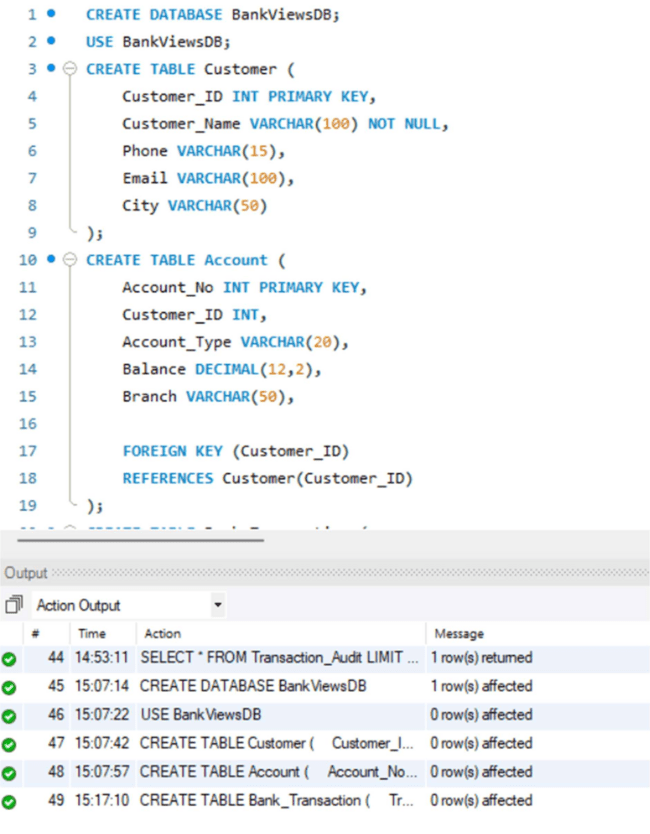 1 CREATE DATABASE BankViewsDB;
2 USE BankViewsDB;
3 CREATE TABLE Customer (
4 Customer_ID INT PRIMARY KEY,
5 Customer_Name VARCHAR(100) NOT NULL,
6 Phone VARCHAR(15),
7 Email VARCHAR(100),
8 City VARCHAR(50)
9 );
10 CREATE TABLE Account (
11 Account_No INT PRIMARY KEY,
12 Customer_ID INT,
13 Account_Type VARCHAR(20),
14 Balance DECIMAL(12,2),
15 Branch VARCHAR(50),
16
17 FOREIGN KEY (Customer_ID)
18 REFERENCES Customer(Customer_ID)
19 );
Output
Action Output
# Time Action Message
44 14:53:11 SELECT * FROM Transaction_Audit LIMIT ... 1 row(s) returned
45 15:07:14 CREATE DATABASE BankViewsDB 1 row(s) affected
46 15:07:22 USE BankViewsDB 0 row(s) affected
47 15:07:42 CREATE TABLE Customer ( Customer_I... 0 row(s) affected
48 15:07:57 CREATE TABLE Account ( Account_No... 0 row(s) affected
49 15:17:10 CREATE TABLE Bank_Transaction ( Tr... 0 row(s) affected